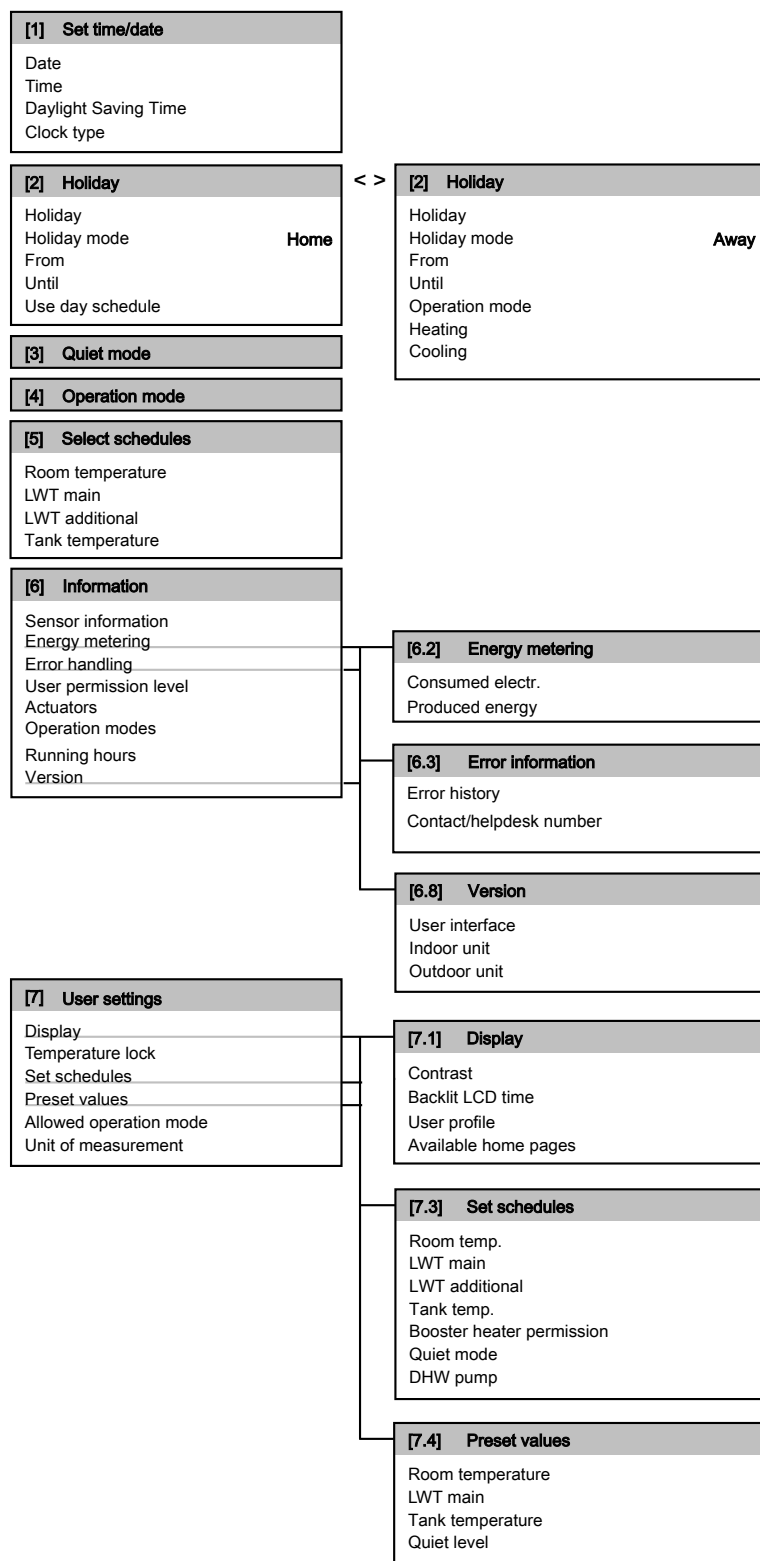 [1] Set time/date
Date
Time
Daylight Saving Time
Clock type
[2] Holiday
Holiday
Holiday mode Home
From
Until
Use day schedule
< >
[2] Holiday
Holiday
Holiday mode Away
From
Until
Operation mode
Heating
Cooling
[3] Quiet mode
[4] Operation mode
[5] Select schedules
Room temperature
LWT main
LWT additional
Tank temperature
[6] Information
Sensor information
Energy metering
Error handling
User permission level
Actuators
Operation modes
Running hours
Version
[6.2] Energy metering
Consumed electr.
Produced energy
[6.3] Error information
Error history
Contact/helpdesk number
[6.8] Version
User interface
Indoor unit
Outdoor unit
[7] User settings
Display
Temperature lock
Set schedules
Preset values
Allowed operation mode
Unit of measurement
[7.1] Display
Contrast
Backlit LCD time
User profile
Available home pages
[7.3] Set schedules
Room temp.
LWT main
LWT additional
Tank temp.
Booster heater permission
Quiet mode
DHW pump
[7.4] Preset values
Room temperature
LWT main
Tank temperature
Quiet level